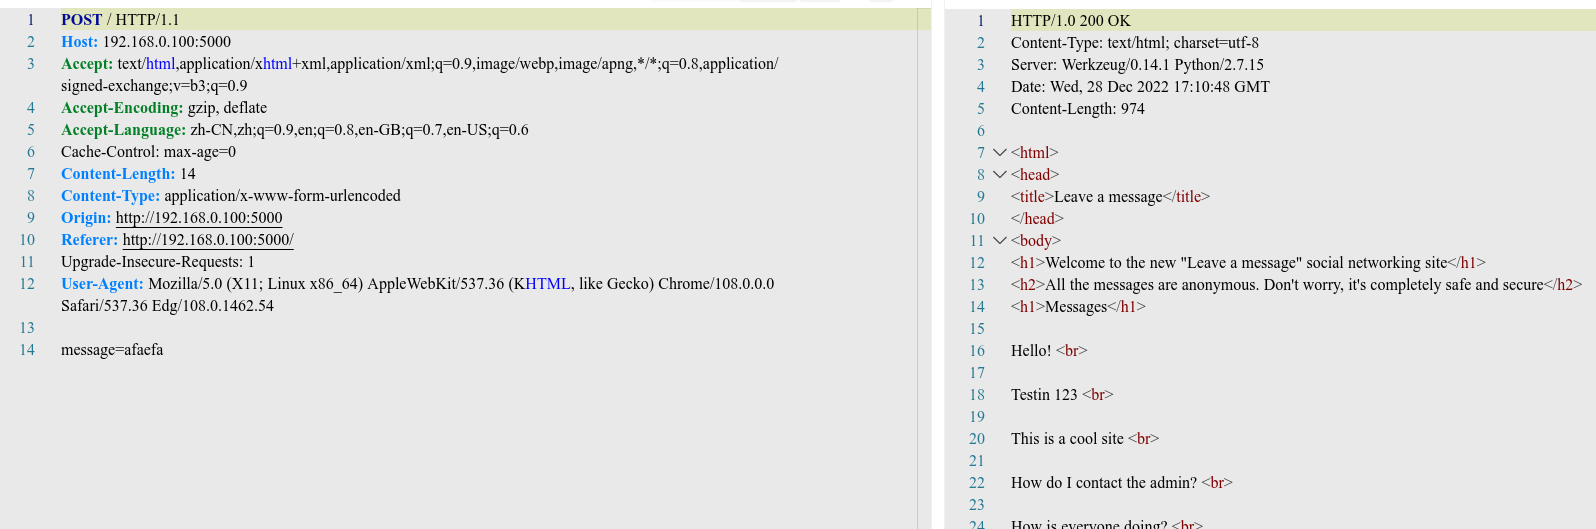 1 POST / HTTP/1.1
2 Host: 192.168.0.100:5000
3 Accept: text/html,application/xhtml+xml,application/xml;q=0.9,image/webp,image/apng,*/*;q=0.8,application/
signed-exchange;v=b3;q=0.9
4 Accept-Encoding: gzip, deflate
5 Accept-Language: zh-CN,zh;q=0.9,en;q=0.8,en-GB;q=0.7,en-US;q=0.6
6 Cache-Control: max-age=0
7 Content-Length: 14
8 Content-Type: application/x-www-form-urlencoded
9 Origin: http://192.168.0.100:5000
10 Referer: http://192.168.0.100:5000/
11 Upgrade-Insecure-Requests: 1
12 User-Agent: Mozilla/5.0 (X11; Linux x86_64) AppleWebKit/537.36 (KHTML, like Gecko) Chrome/108.0.0.0
Safari/537.36 Edg/108.0.1462.54
13
14 message=afaefa
1 HTTP/1.0 200 OK
2 Content-Type: text/html; charset=utf-8
3 Server: Werkzeug/0.14.1 Python/2.7.15
4 Date: Wed, 28 Dec 2022 17:10:48 GMT
5 Content-Length: 974
6
7 <html>
8 <head>
9 <title>Leave a message</title>
10 </head>
11 <body>
12 <h1>Welcome to the new "Leave a message" social networking site</h1>
13 <h2>All the messages are anonymous. Don't worry, it's completely safe and secure</h2>
14 <h1>Messages</h1>
15
16 Hello! <br>
17
18 Testin 123 <br>
19
20 This is a cool site <br>
21
22 How do I contact the admin? <br>
23
24 How is everyone doing? <br>